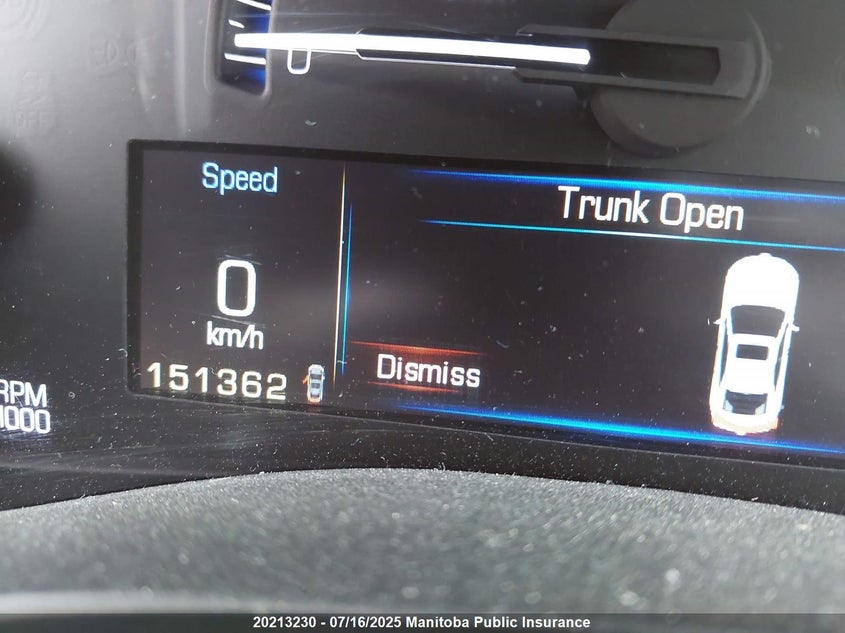 Speed
Trunk Open
0
km/h
Dismiss
151362
RPM
1000
20213230 - 07/16/2025 Manitoba Public Insurance